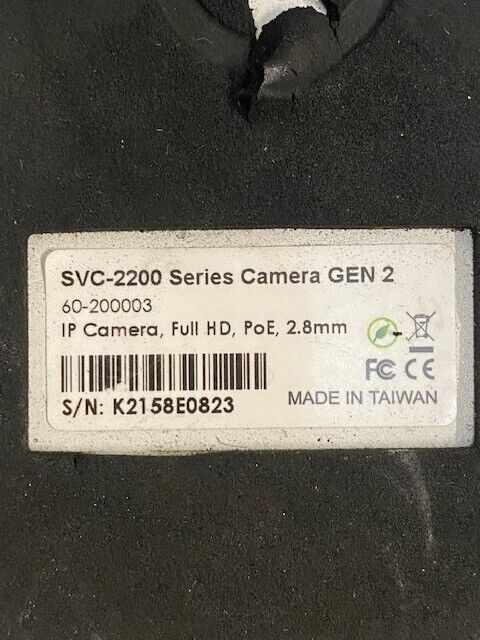 SVC-2200 Series Camera GEN 2
60-200003
IP Camera, Full HD, PoE, 2.8mm
FC CE
S/N: K2158E0823
MADE IN TAIWAN